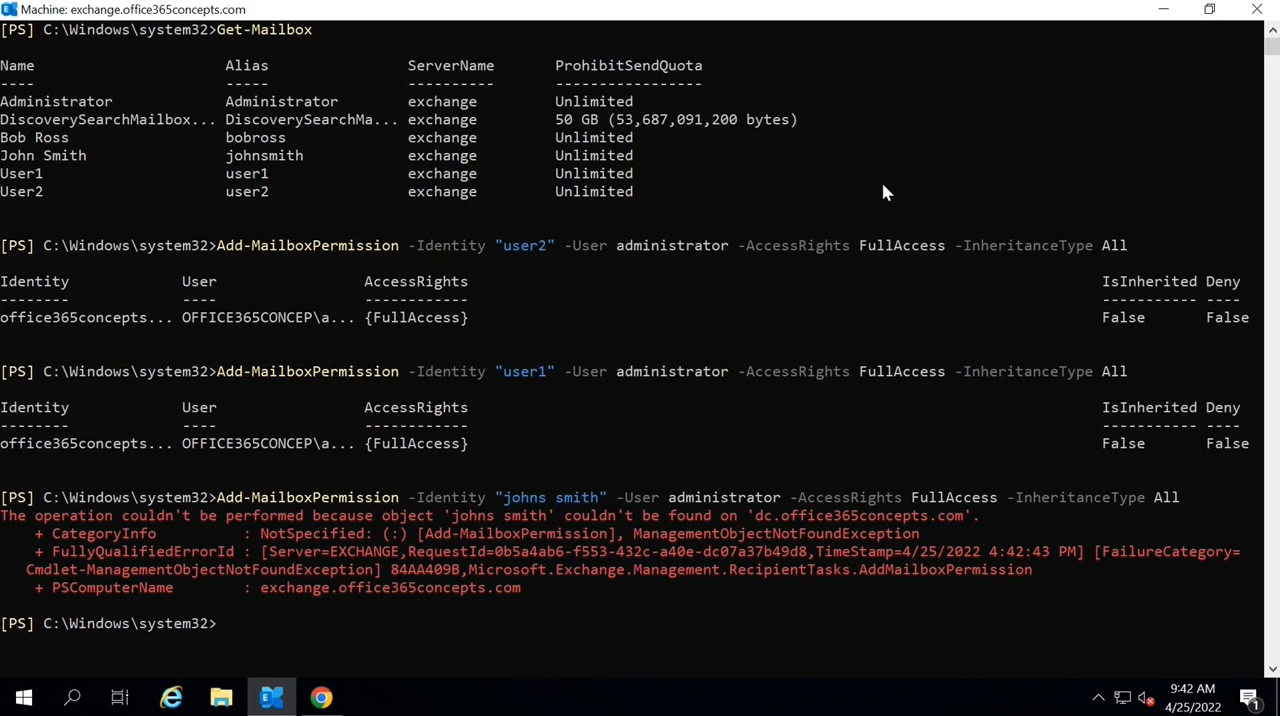 Machine: exchange.office365concepts.com
[PS] C:\Windows\system32>Get-Mailbox
Name Alias ServerName ProhibitSendQuota
---- ----- ---------- -----------------
Administrator Administrator exchange Unlimited
DiscoverySearchMailbox... DiscoverySearchMa... exchange 50 GB (53,687,091,200 bytes)
Bob Ross bobross exchange Unlimited
John Smith johnsmith exchange Unlimited
User1 user1 exchange Unlimited
User2 user2 exchange Unlimited
[PS] C:\Windows\system32>Add-MailboxPermission -Identity "user2" -User administrator -AccessRights FullAccess -InheritanceType All
Identity User AccessRights IsInherited Deny
-------- ---- ------------ ----------- ----
office365concepts... OFFICE365CONCEP\a... {FullAccess} False False
[PS] C:\Windows\system32>Add-MailboxPermission -Identity "user1" -User administrator -AccessRights FullAccess -InheritanceType All
Identity User AccessRights IsInherited Deny
-------- ---- ------------ ----------- ----
office365concepts... OFFICE365CONCEP\a... {FullAccess} False False
[PS] C:\Windows\system32>Add-MailboxPermission -Identity "johns smith" -User administrator -AccessRights FullAccess -InheritanceType All
The operation couldn't be performed because object 'johns smith' couldn't be found on 'dc.office365concepts.com'.
+ CategoryInfo : NotSpecified: (:) [Add-MailboxPermission], ManagementObjectNotFoundException
+ FullyQualifiedErrorId : [Server=EXCHANGE,RequestId=0b5a4ab6-f553-432c-a40e-dc07a37b49d8,TimeStamp=4/25/2022 4:42:43 PM] [FailureCategory=
Cmdlet-ManagementObjectNotFoundException] 84AA409B,Microsoft.Exchange.Management.RecipientTasks.AddMailboxPermission
+ PSComputerName : exchange.office365concepts.com
[PS] C:\Windows\system32>
9:42 AM
4/25/2022
1